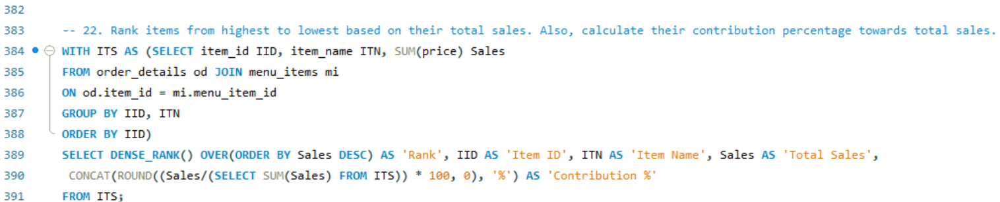 382
383 -- 22. Rank items from highest to lowest based on their total sales. Also, calculate their contribution percentage towards total sales.
384 WITH ITS AS (SELECT item_id IID, item_name ITN, SUM(price) Sales
385 FROM order_details od JOIN menu_items mi
386 ON od.item_id = mi.menu_item_id
387 GROUP BY IID, ITN
388 ORDER BY IID)
389 SELECT DENSE_RANK() OVER(ORDER BY Sales DESC) AS 'Rank', IID AS 'Item ID', ITN AS 'Item Name', Sales AS 'Total Sales',
390 CONCAT(ROUND((Sales/(SELECT SUM(Sales) FROM ITS)) * 100, 0), '%') AS 'Contribution %'
391 FROM ITS;